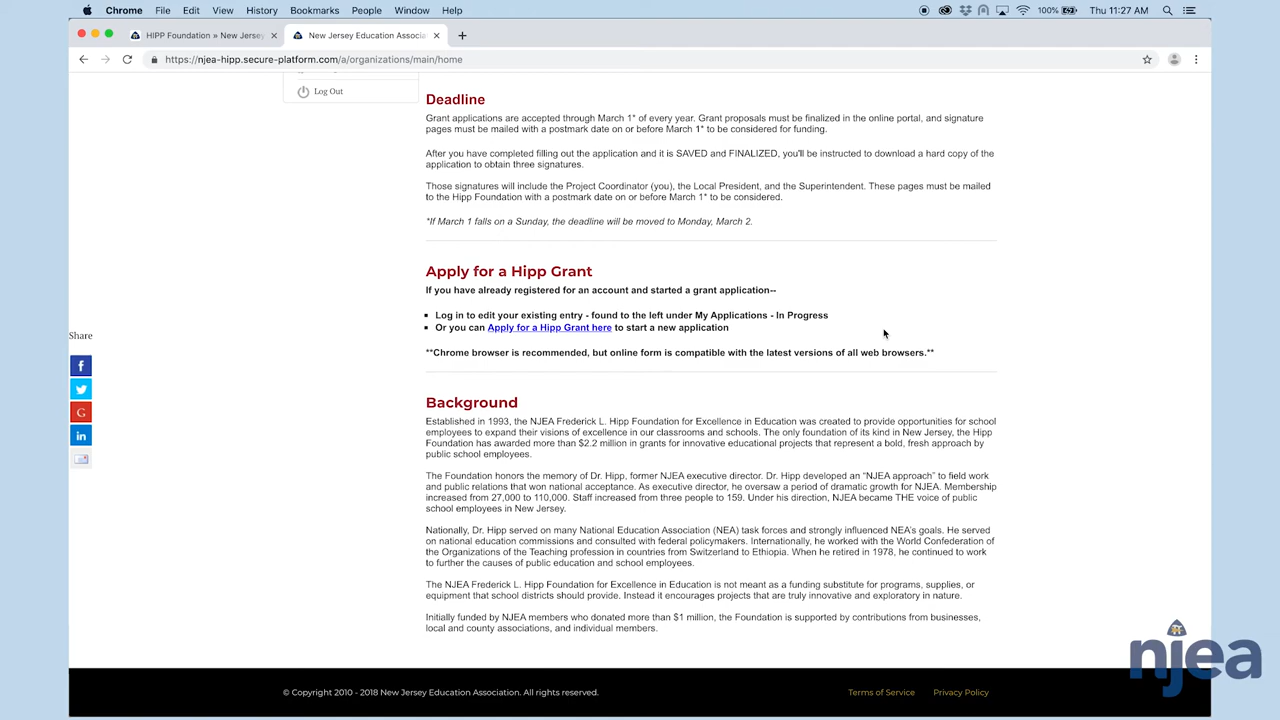 Chrome File Edit View History Bookmarks People Window Help 100% Thu 11:27 AM
HIPP Foundation » New Jersey
New Jersey Education Associa
https://njea-hipp.secure-platform.com/a/organizations/main/home
Log Out
Deadline
Grant applications are accepted through March 1* of every year. Grant proposals must be finalized in the online portal, and signature
pages must be mailed with a postmark date on or before March 1* to be considered for funding.
After you have completed filling out the application and it is SAVED and FINALIZED, you'll be instructed to download a hard copy of the
application to obtain three signatures.
Those signatures will include the Project Coordinator (you), the Local President, and the Superintendent. These pages must be mailed
to the Hipp Foundation with a postmark date on or before March 1* to be considered.
*If March 1 falls on a Sunday, the deadline will be moved to Monday, March 2.
Apply for a Hipp Grant
If you have already registered for an account and started a grant application--
Log in to edit your existing entry - found to the left under My Applications - In Progress
Or you can Apply for a Hipp Grant here to start a new application
**Chrome browser is recommended, but online form is compatible with the latest versions of all web browsers.**
Share
f
G
in
Background
Established in 1993, the NJEA Frederick L. Hipp Foundation for Excellence in Education was created to provide opportunities for school
employees to expand their visions of excellence in our classrooms and schools. The only foundation of its kind in New Jersey, the Hipp
Foundation has awarded more than $2.2 million in grants for innovative educational projects that represent a bold, fresh approach by
public school employees.
The Foundation honors the memory of Dr. Hipp, former NJEA executive director. Dr. Hipp developed an “NJEA approach” to field work
and public relations that won national acceptance. As executive director, he oversaw a period of dramatic growth for NJEA. Membership
increased from 27,000 to 110,000. Staff increased from three people to 159. Under his direction, NJEA became THE voice of public
school employees in New Jersey.
Nationally, Dr. Hipp served on many National Education Association (NEA) task forces and strongly influenced NEA's goals. He served
on national education commissions and consulted with federal policymakers. Internationally, he worked with the World Confederation of
the Organizations of the Teaching profession in countries from Switzerland to Ethiopia. When he retired in 1978, he continued to work
to further the causes of public education and school employees.
The NJEA Frederick L. Hipp Foundation for Excellence in Education is not meant as a funding substitute for programs, supplies, or
equipment that school districts should provide. Instead it encourages projects that are truly innovative and exploratory in nature.
Initially funded by NJEA members who donated more than $1 million, the Foundation is supported by contributions from businesses,
local and county associations, and individual members.
© Copyright 2010 - 2018 New Jersey Education Association. All rights reserved.
Terms of Service Privacy Policy
njea